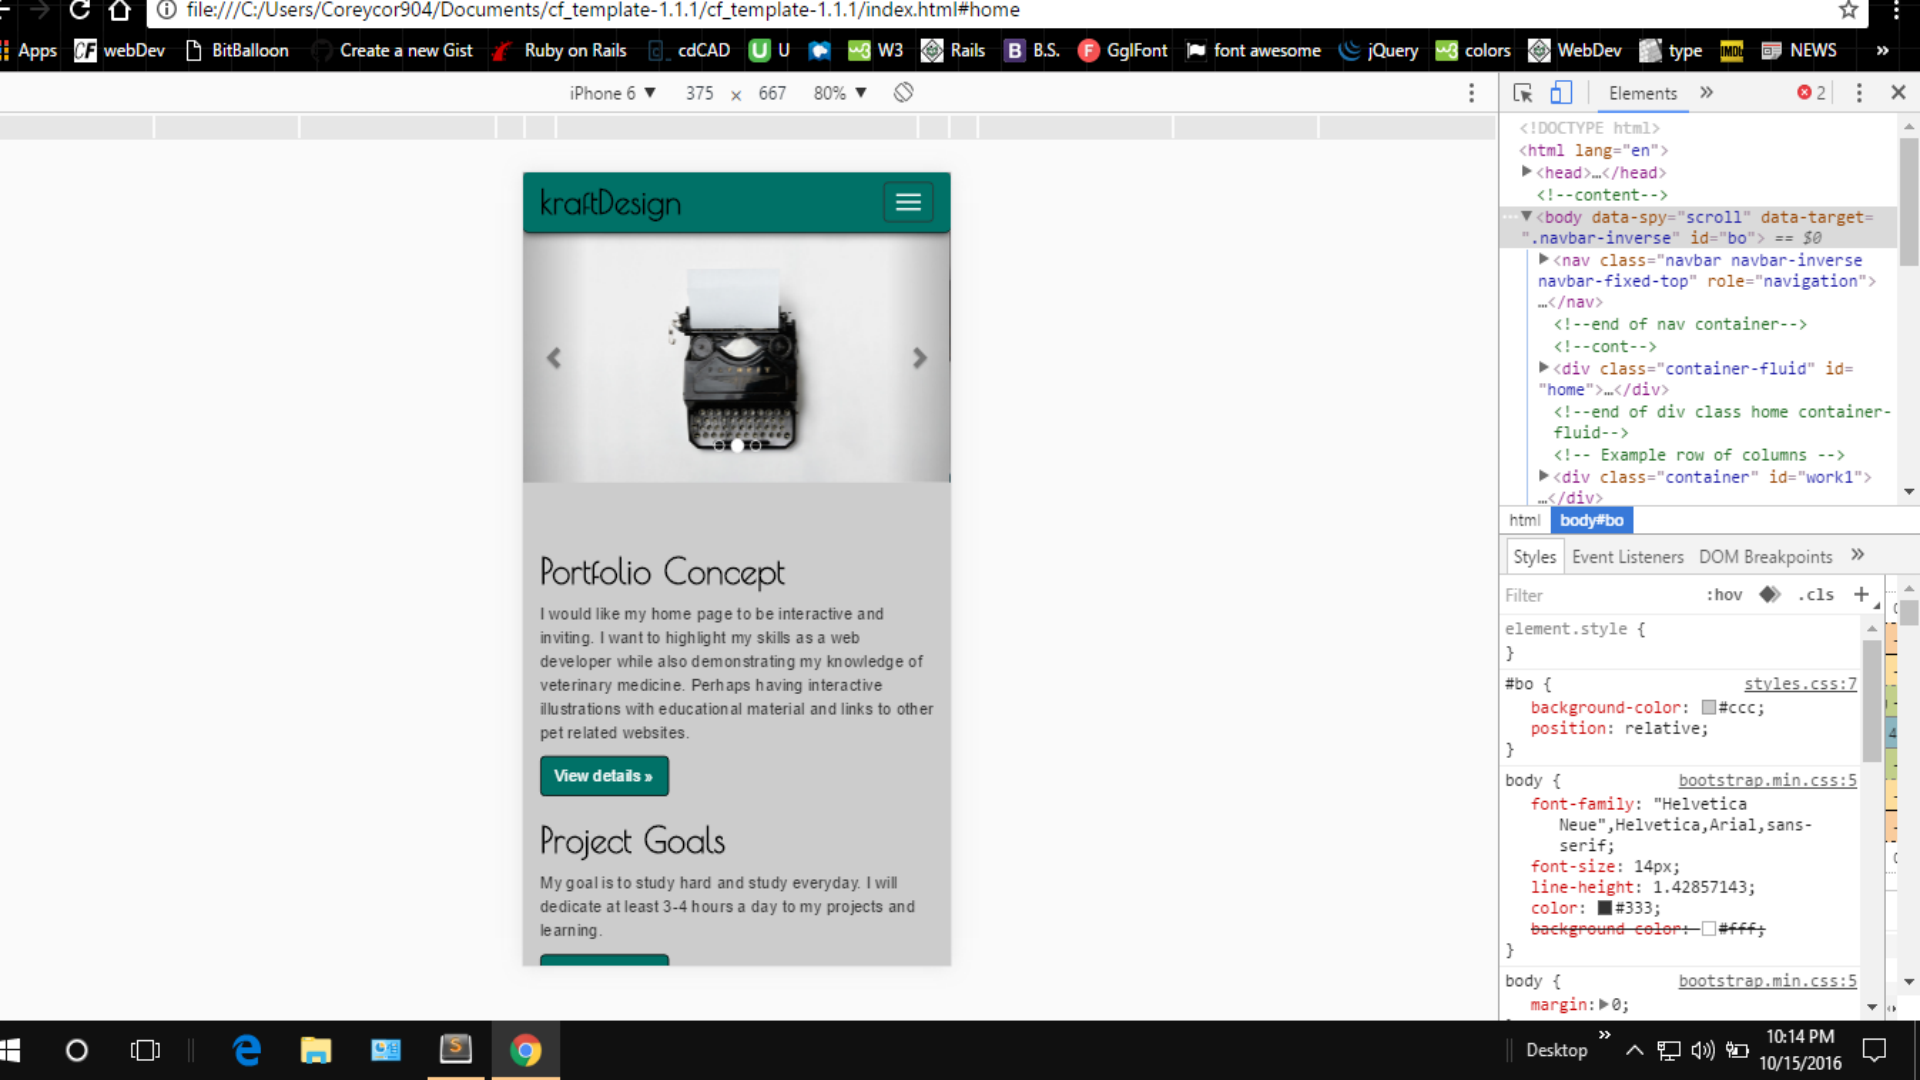 file:///C:/Users/Coreycor904/Documents/cf_template-1.1.1/cf_template-1.1.1/index.html#home
Apps CF webDev BitBalloon Create a new Gist Ruby on Rails cdCAD U U W3 Rails B B.S. F GglFont font awesome jQuery colors WebDev type IMDb NEWS »
iPhone 6 ▼ 375 × 667 80% ▼
Elements » 2
kraftDesign
Portfolio Concept
I would like my home page to be interactive and
inviting. I want to highlight my skills as a web
developer while also demonstrating my knowledge of
veterinary medicine. Perhaps having interactive
illustrations with educational material and links to other
pet related websites.
View details »
Project Goals
My goal is to study hard and study everyday. I will
dedicate at least 3-4 hours a day to my projects and
learning.
<!DOCTYPE html>
<html lang="en">
<head>…</head>
<!--content-->
<body data-spy="scroll" data-target=
".navbar-inverse" id="bo"> == $0
<nav class="navbar navbar-inverse
navbar-fixed-top" role="navigation">
…</nav>
<!--end of nav container-->
<!--cont-->
<div class="container-fluid" id=
"home">…</div>
<!--end of div class home container-
fluid-->
<!-- Example row of columns -->
<div class="container" id="work1">
…</div>
html body#bo
Styles Event Listeners DOM Breakpoints »
Filter :hov .cls +
element.style {
}
#bo { styles.css:7
background-color: #ccc;
position: relative;
}
body { bootstrap.min.css:5
font-family: "Helvetica
Neue",Helvetica,Arial,sans-
serif;
font-size: 14px;
line-height: 1.42857143;
color: #333;
background-color: #fff;
}
body { bootstrap.min.css:5
margin: 0;
Desktop »
10:14 PM
10/15/2016